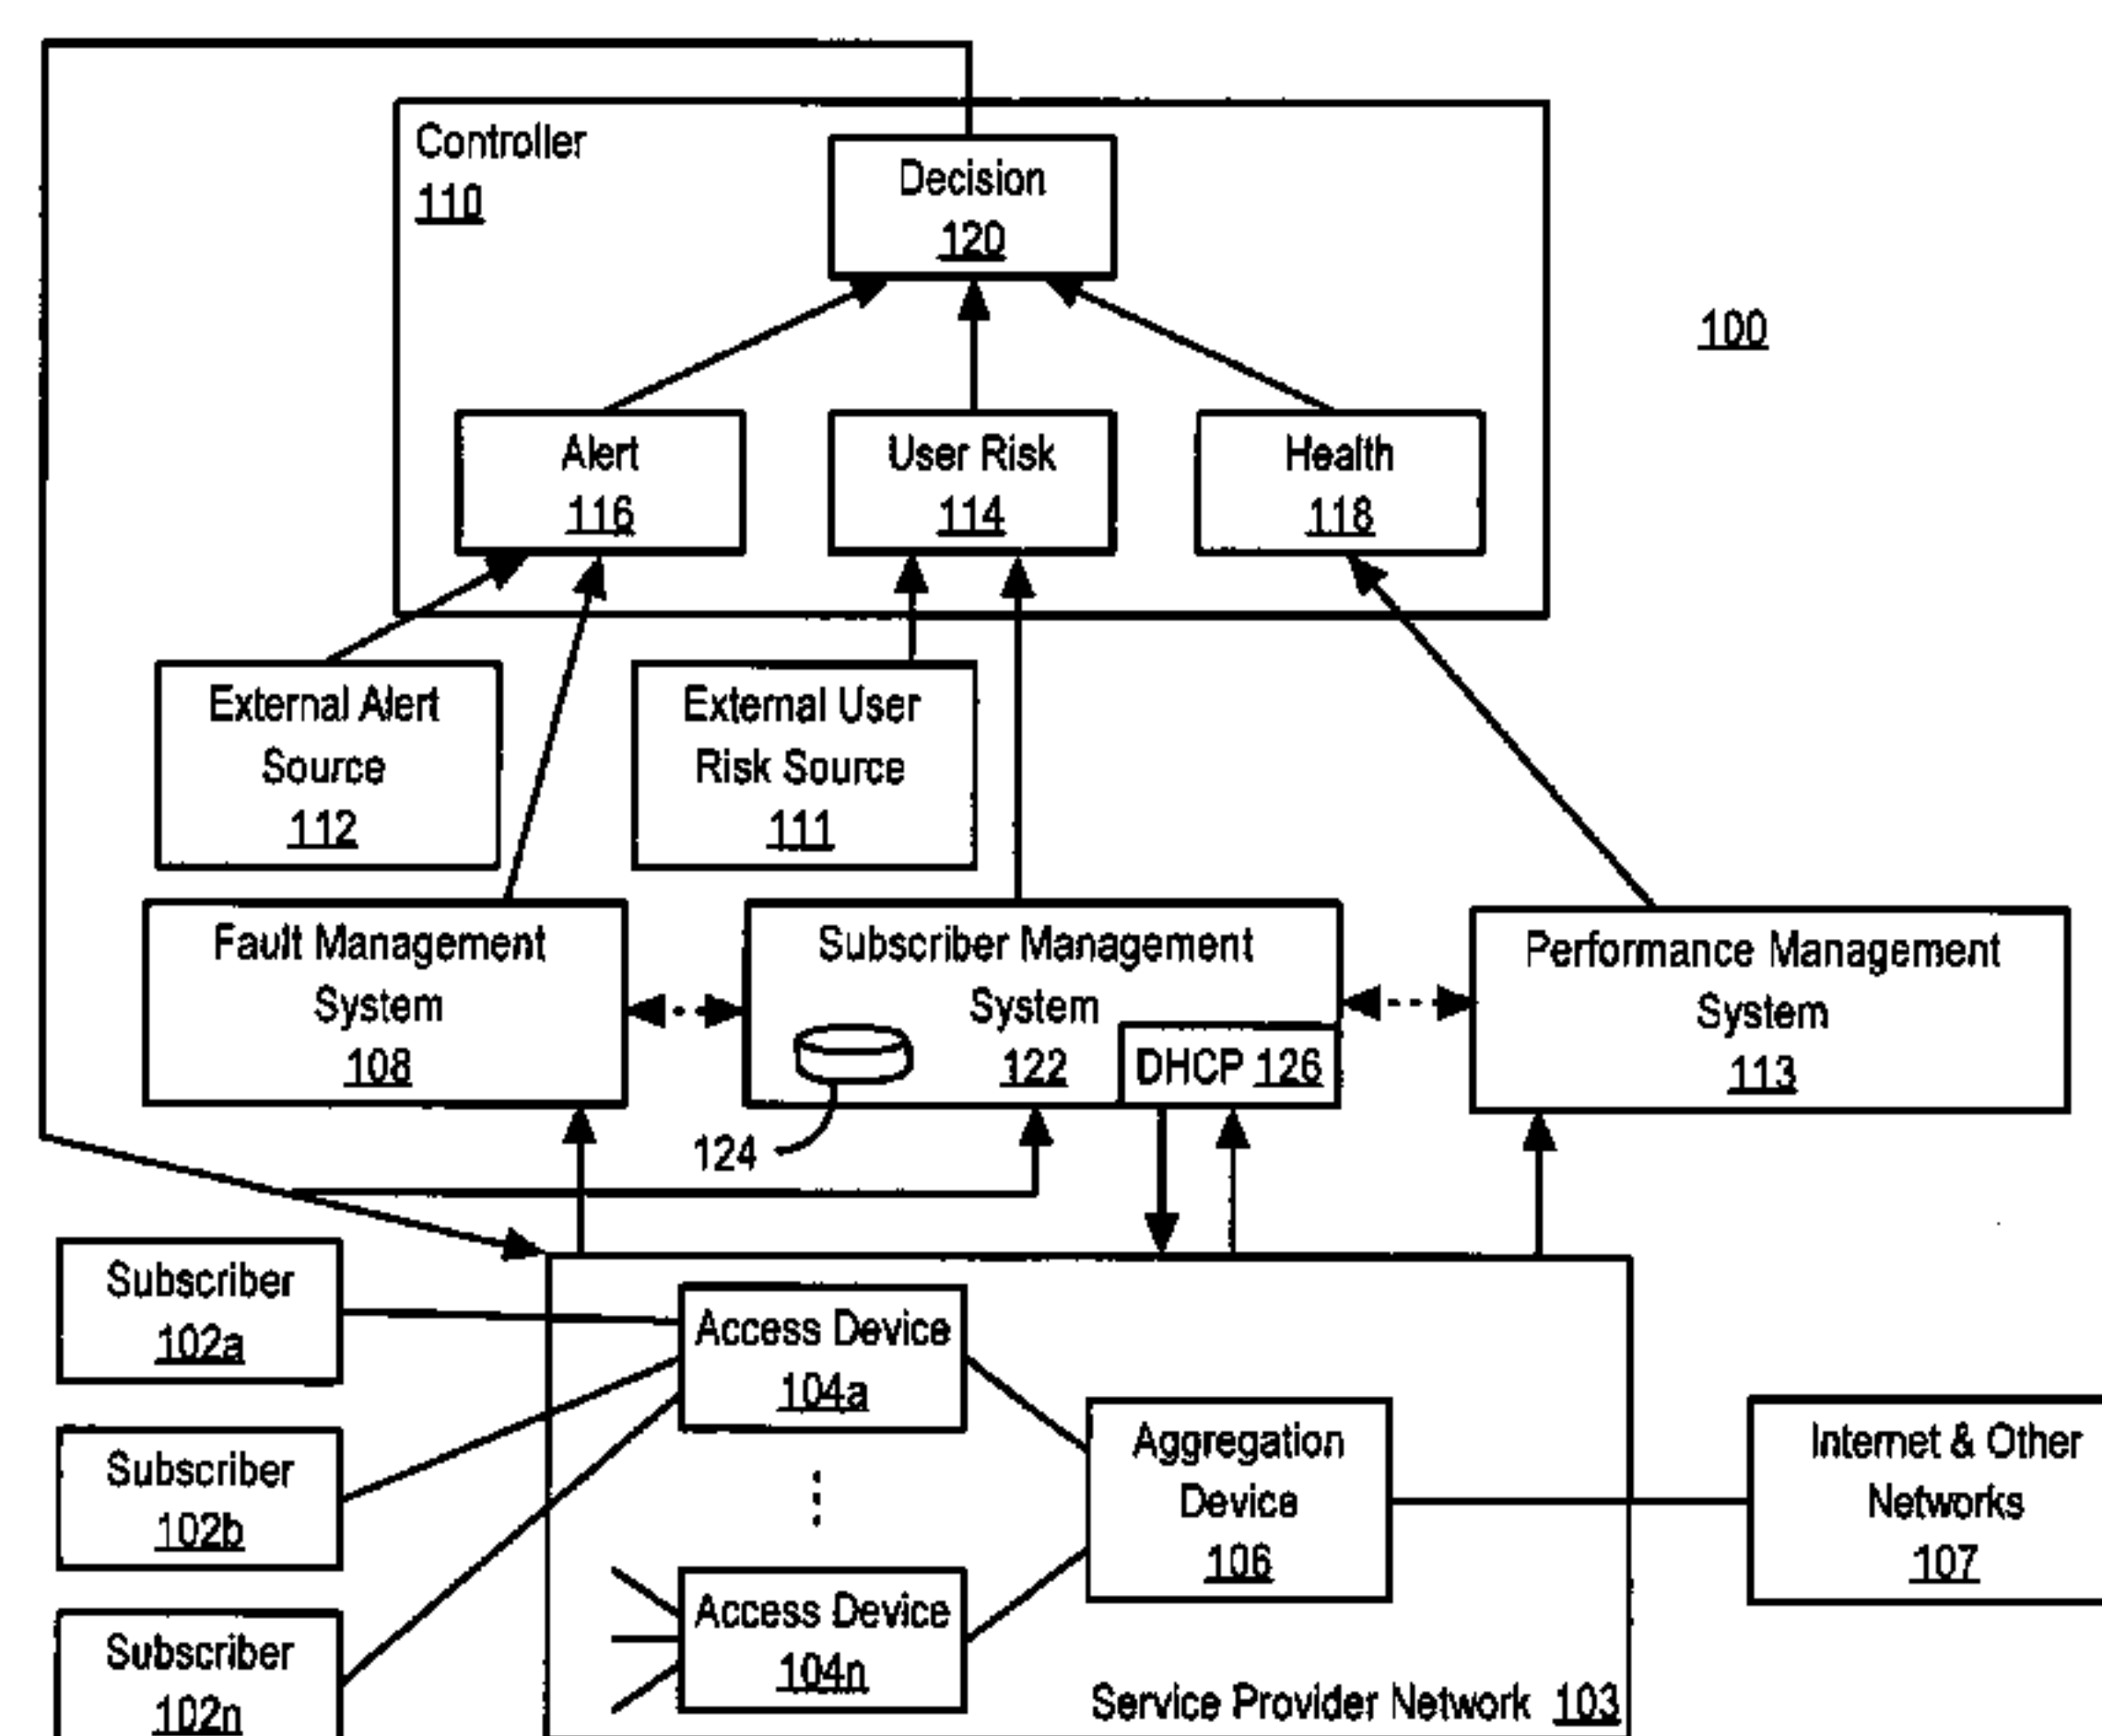 Controller
110
Decision
120
100
Alert
116
User Risk
114
Health
118
External Alert
Source
112
External User
Risk Source
111
Fault Management
System
108
Subscriber Management
System
122
DHCP 126
Performance Management
System
113
124
Subscriber
102a
Subscriber
102b
Subscriber
102n
Access Device
104a
Access Device
104n
Aggregation
Device
106
Internet & Other
Networks
107
Service Provider Network 103